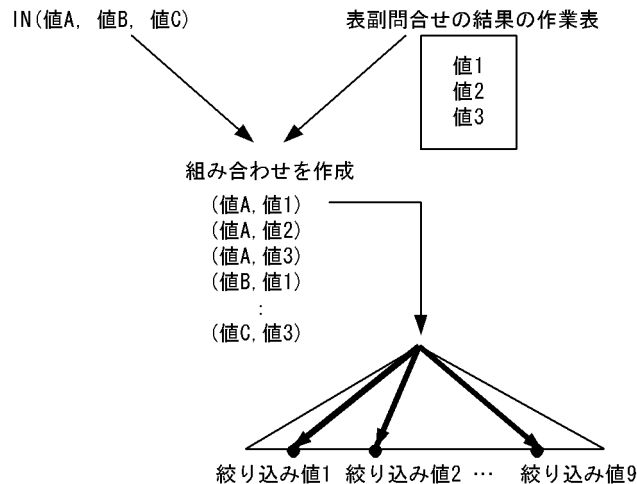 IN(値A, 値B, 値C)
表副問合せの結果の作業表
値1
値2
値3
組み合わせを作成
(値A,値1)
(値A,値2)
(値A,値3)
(値B,値1)
:
(値C,値3)
絞り込み値1 絞り込み値2 … 絞り込み値9